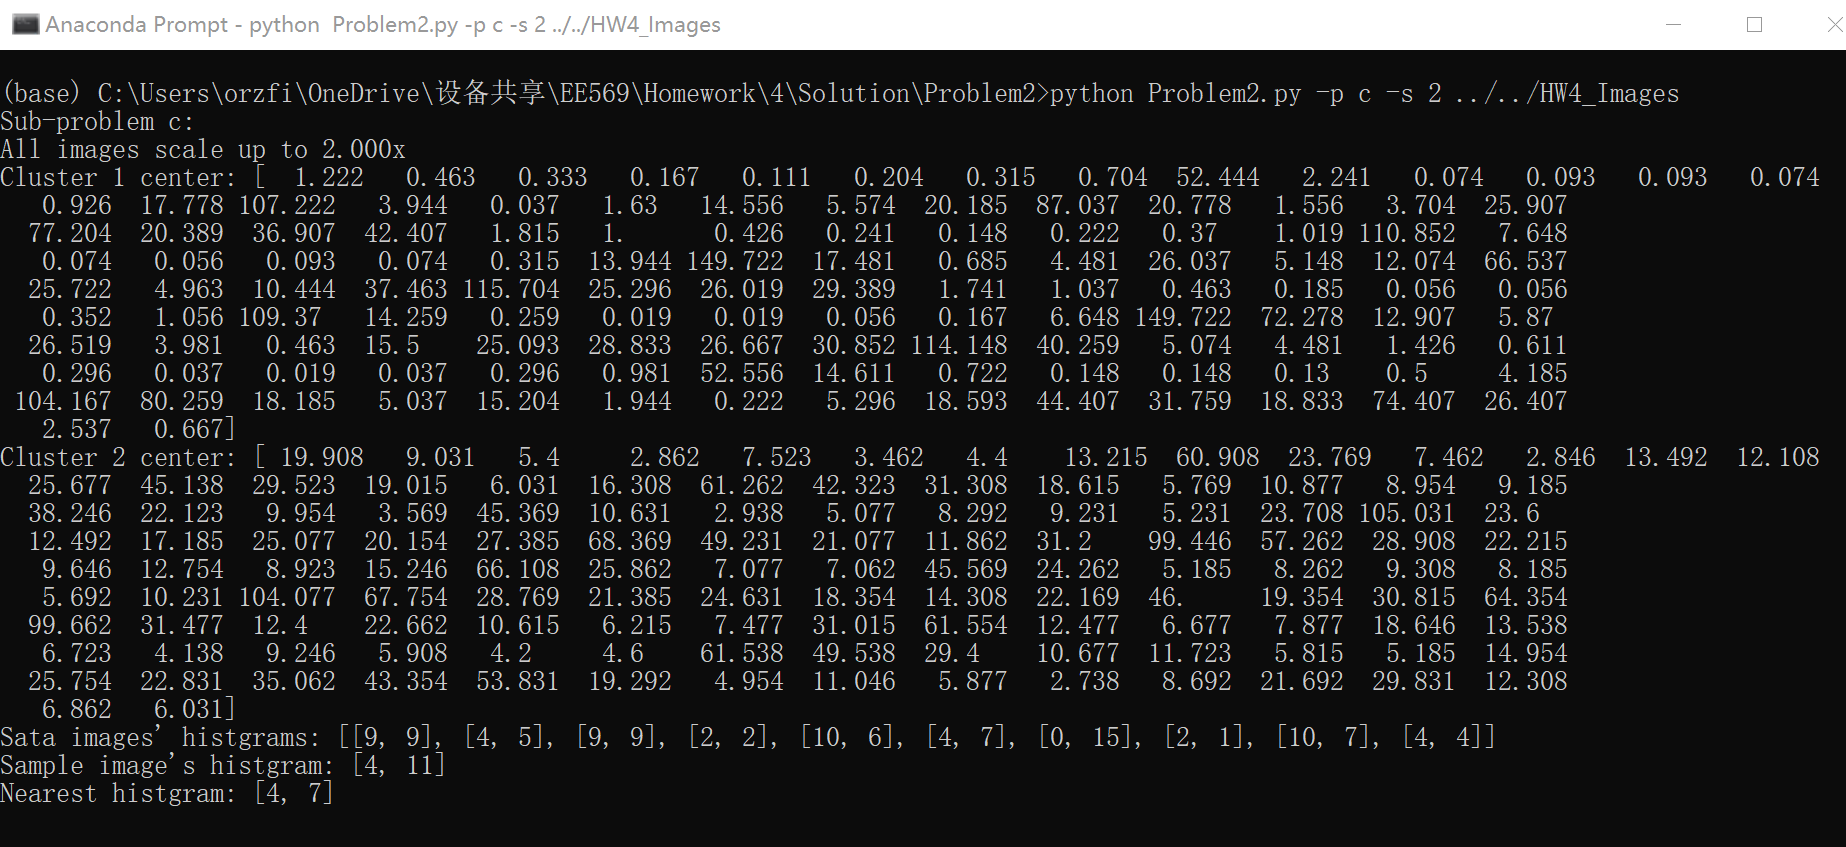 Anaconda Prompt - python  Problem2.py -p c -s 2 ../../HW4_Images
(base) C:\Users\orzfi\OneDrive\设备共享\EE569\Homework\4\Solution\Problem2>python Problem2.py -p c -s 2 ../../HW4_Images
Sub-problem c:
All images scale up to 2.000x
Cluster 1 center: [  1.222   0.463   0.333   0.167   0.111   0.204   0.315   0.704  52.444   2.241   0.074   0.093   0.093   0.074
   0.926  17.778 107.222   3.944   0.037   1.63   14.556   5.574  20.185  87.037  20.778   1.556   3.704  25.907
  77.204  20.389  36.907  42.407   1.815   1.      0.426   0.241   0.148   0.222   0.37    1.019 110.852   7.648
   0.074   0.056   0.093   0.074   0.315  13.944 149.722  17.481   0.685   4.481  26.037   5.148  12.074  66.537
  25.722   4.963  10.444  37.463 115.704  25.296  26.019  29.389   1.741   1.037   0.463   0.185   0.056   0.056
   0.352   1.056 109.37   14.259   0.259   0.019   0.019   0.056   0.167   6.648 149.722  72.278  12.907   5.87
  26.519   3.981   0.463  15.5    25.093  28.833  26.667  30.852 114.148  40.259   5.074   4.481   1.426   0.611
   0.296   0.037   0.019   0.037   0.296   0.981  52.556  14.611   0.722   0.148   0.148   0.13    0.5     4.185
 104.167  80.259  18.185   5.037  15.204   1.944   0.222   5.296  18.593  44.407  31.759  18.833  74.407  26.407
   2.537   0.667]
Cluster 2 center: [ 19.908   9.031   5.4     2.862   7.523   3.462   4.4    13.215  60.908  23.769   7.462   2.846  13.492  12.108
  25.677  45.138  29.523  19.015   6.031  16.308  61.262  42.323  31.308  18.615   5.769  10.877   8.954   9.185
  38.246  22.123   9.954   3.569  45.369  10.631   2.938   5.077   8.292   9.231   5.231  23.708 105.031  23.6
  12.492  17.185  25.077  20.154  27.385  68.369  49.231  21.077  11.862  31.2    99.446  57.262  28.908  22.215
   9.646  12.754   8.923  15.246  66.108  25.862   7.077   7.062  45.569  24.262   5.185   8.262   9.308   8.185
   5.692  10.231 104.077  67.754  28.769  21.385  24.631  18.354  14.308  22.169  46.     19.354  30.815  64.354
  99.662  31.477  12.4    22.662  10.615   6.215   7.477  31.015  61.554  12.477   6.677   7.877  18.646  13.538
   6.723   4.138   9.246   5.908   4.2     4.6    61.538  49.538  29.4    10.677  11.723   5.815   5.185  14.954
  25.754  22.831  35.062  43.354  53.831  19.292   4.954  11.046   5.877   2.738   8.692  21.692  29.831  12.308
   6.862   6.031]
Sata images' histgrams: [[9, 9], [4, 5], [9, 9], [2, 2], [10, 6], [4, 7], [0, 15], [2, 1], [10, 7], [4, 4]]
Sample image's histgram: [4, 11]
Nearest histgram: [4, 7]